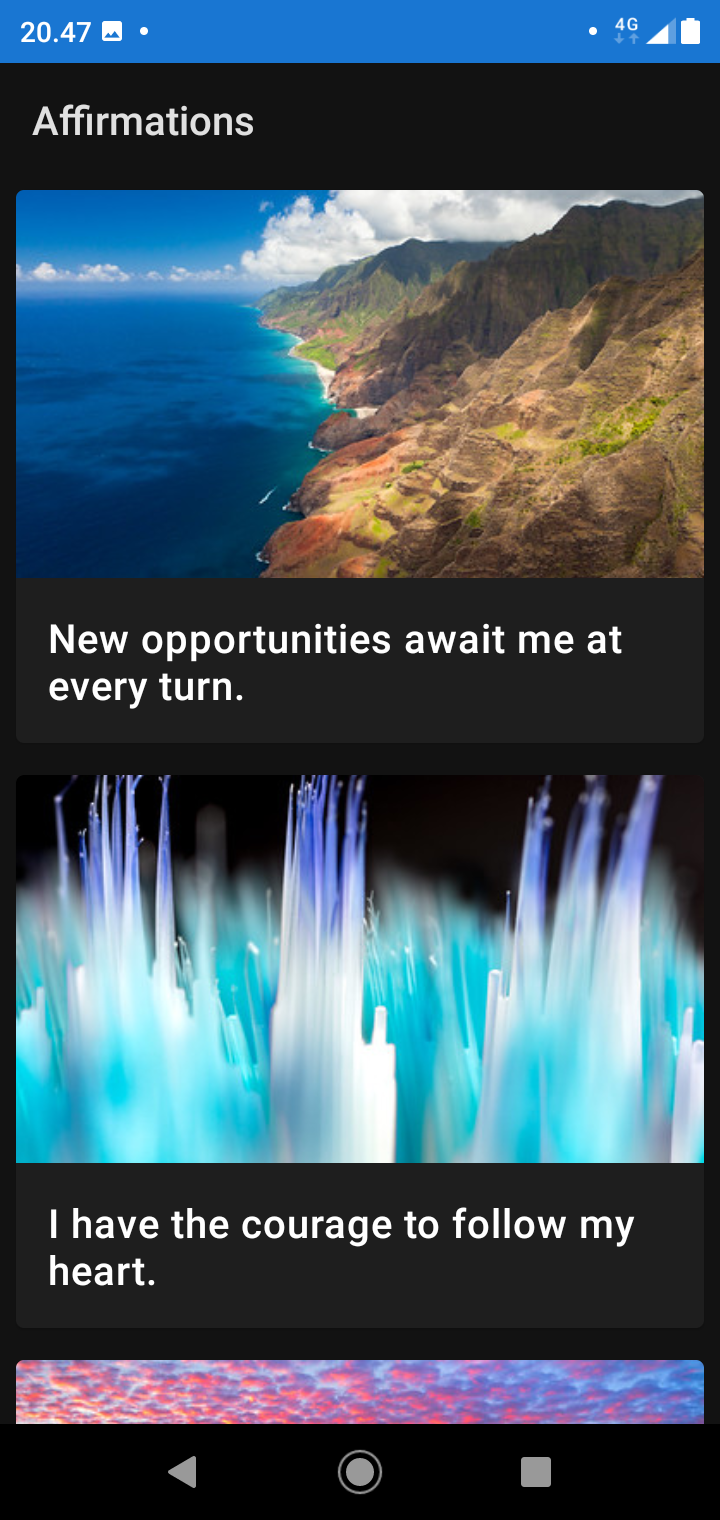 20.47
4G
Affirmations
New opportunities await me at
every turn.
I have the courage to follow my
heart.